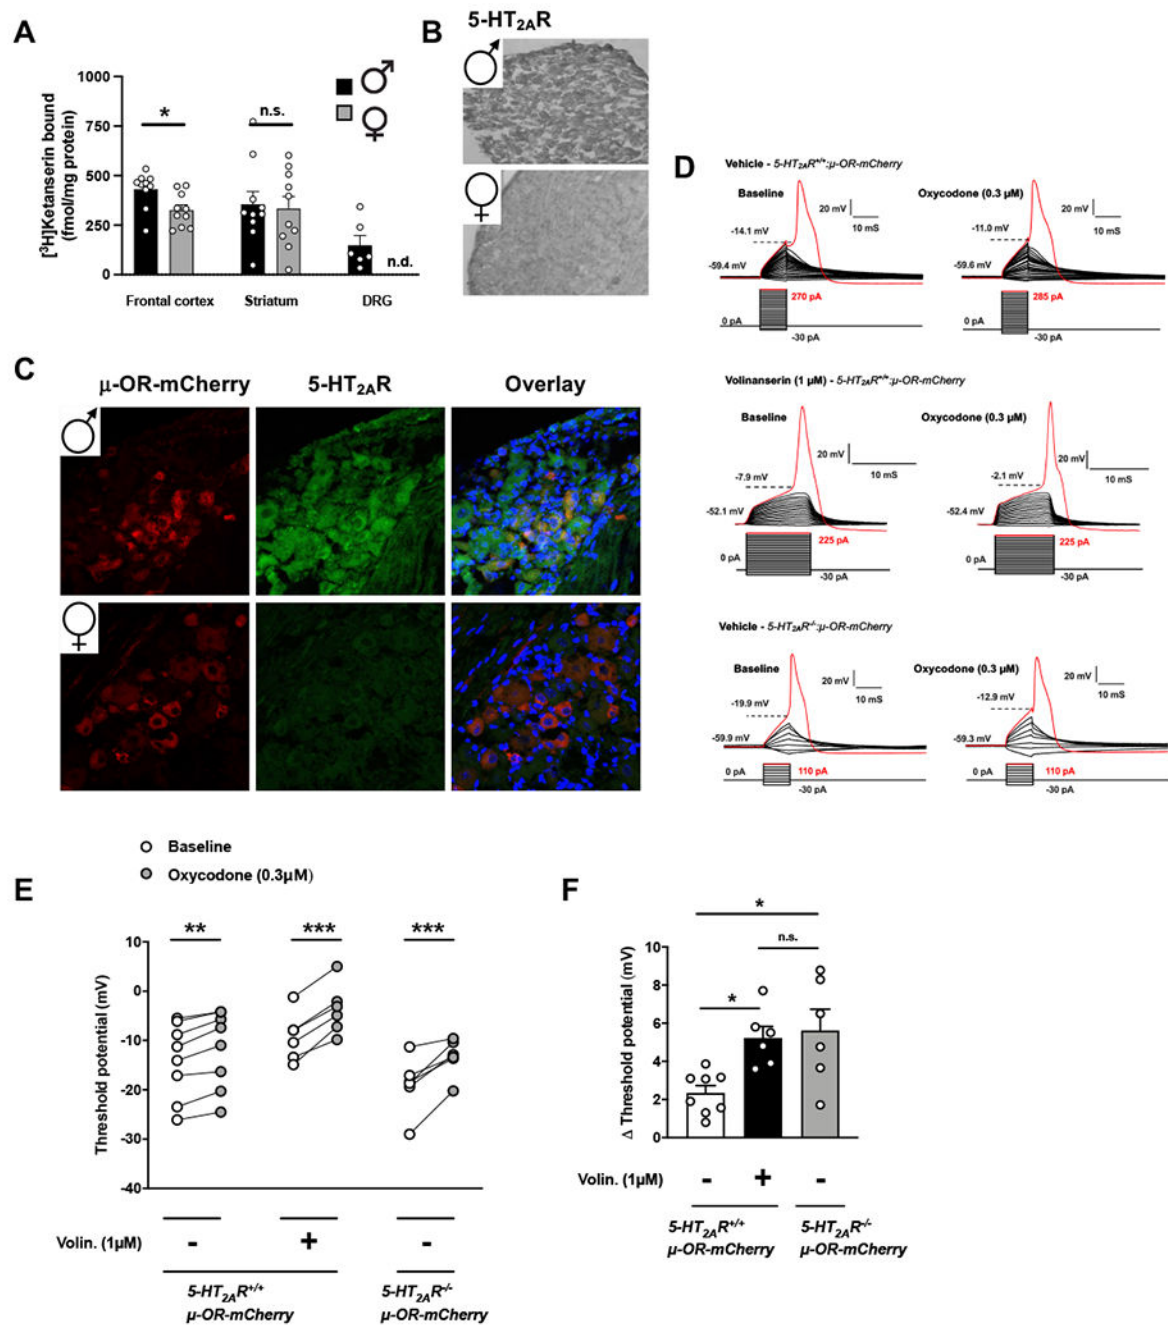 A
[³H]Ketanserin bound
(fmol/mg protein)
1000
750
500
250
0
*
n.s.
n.d.
Frontal cortex
Striatum
DRG
B
5-HT2AR
C
μ-OR-mCherry
5-HT2AR
Overlay
D
Vehicle - 5-HT2AR+/+:μ-OR-mCherry
Baseline
20 mV
10 mS
-14.1 mV
-59.4 mV
270 pA
0 pA
-30 pA
Oxycodone (0.3 μM)
20 mV
10 mS
-11.0 mV
-59.6 mV
285 pA
0 pA
-30 pA
Volinanserin (1 μM) - 5-HT2AR+/+:μ-OR-mCherry
Baseline
20 mV
10 mS
-7.9 mV
-52.1 mV
225 pA
0 pA
-30 pA
Oxycodone (0.3 μM)
20 mV
10 mS
-2.1 mV
-52.4 mV
225 pA
0 pA
-30 pA
Vehicle - 5-HT2AR-/-:μ-OR-mCherry
Baseline
20 mV
10 mS
-19.9 mV
-59.9 mV
110 pA
0 pA
-30 pA
Oxycodone (0.3 μM)
20 mV
10 mS
-12.9 mV
-59.3 mV
110 pA
0 pA
-30 pA
E
Baseline
Oxycodone (0.3μM)
Threshold potential (mV)
10
0
-10
-20
-30
-40
**
***
***
Volin. (1μM)
-
+
-
5-HT2AR+/+
μ-OR-mCherry
5-HT2AR-/-
μ-OR-mCherry
F
Δ Threshold potential (mV)
10
8
6
4
2
0
*
n.s.
*
Volin. (1μM)
-
+
-
5-HT2AR+/+
μ-OR-mCherry
5-HT2AR-/-
μ-OR-mCherry